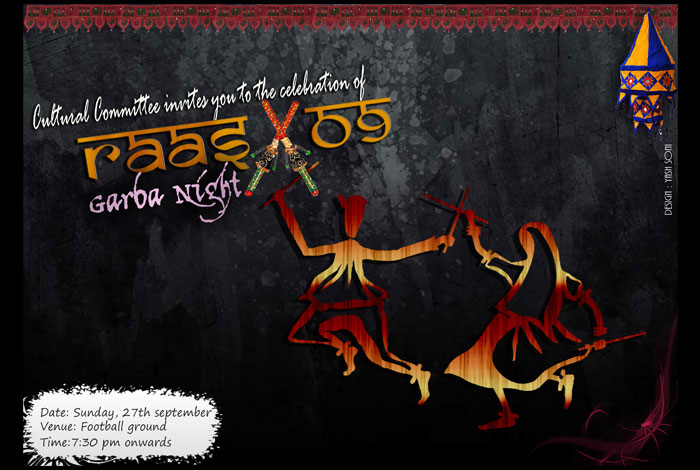 Cultural Committee invites you to the celebration of
Raas 09
Garba Night
DESIGN : YASH SONI
Date: Sunday, 27th september
Venue: Football ground
Time:7:30 pm onwards